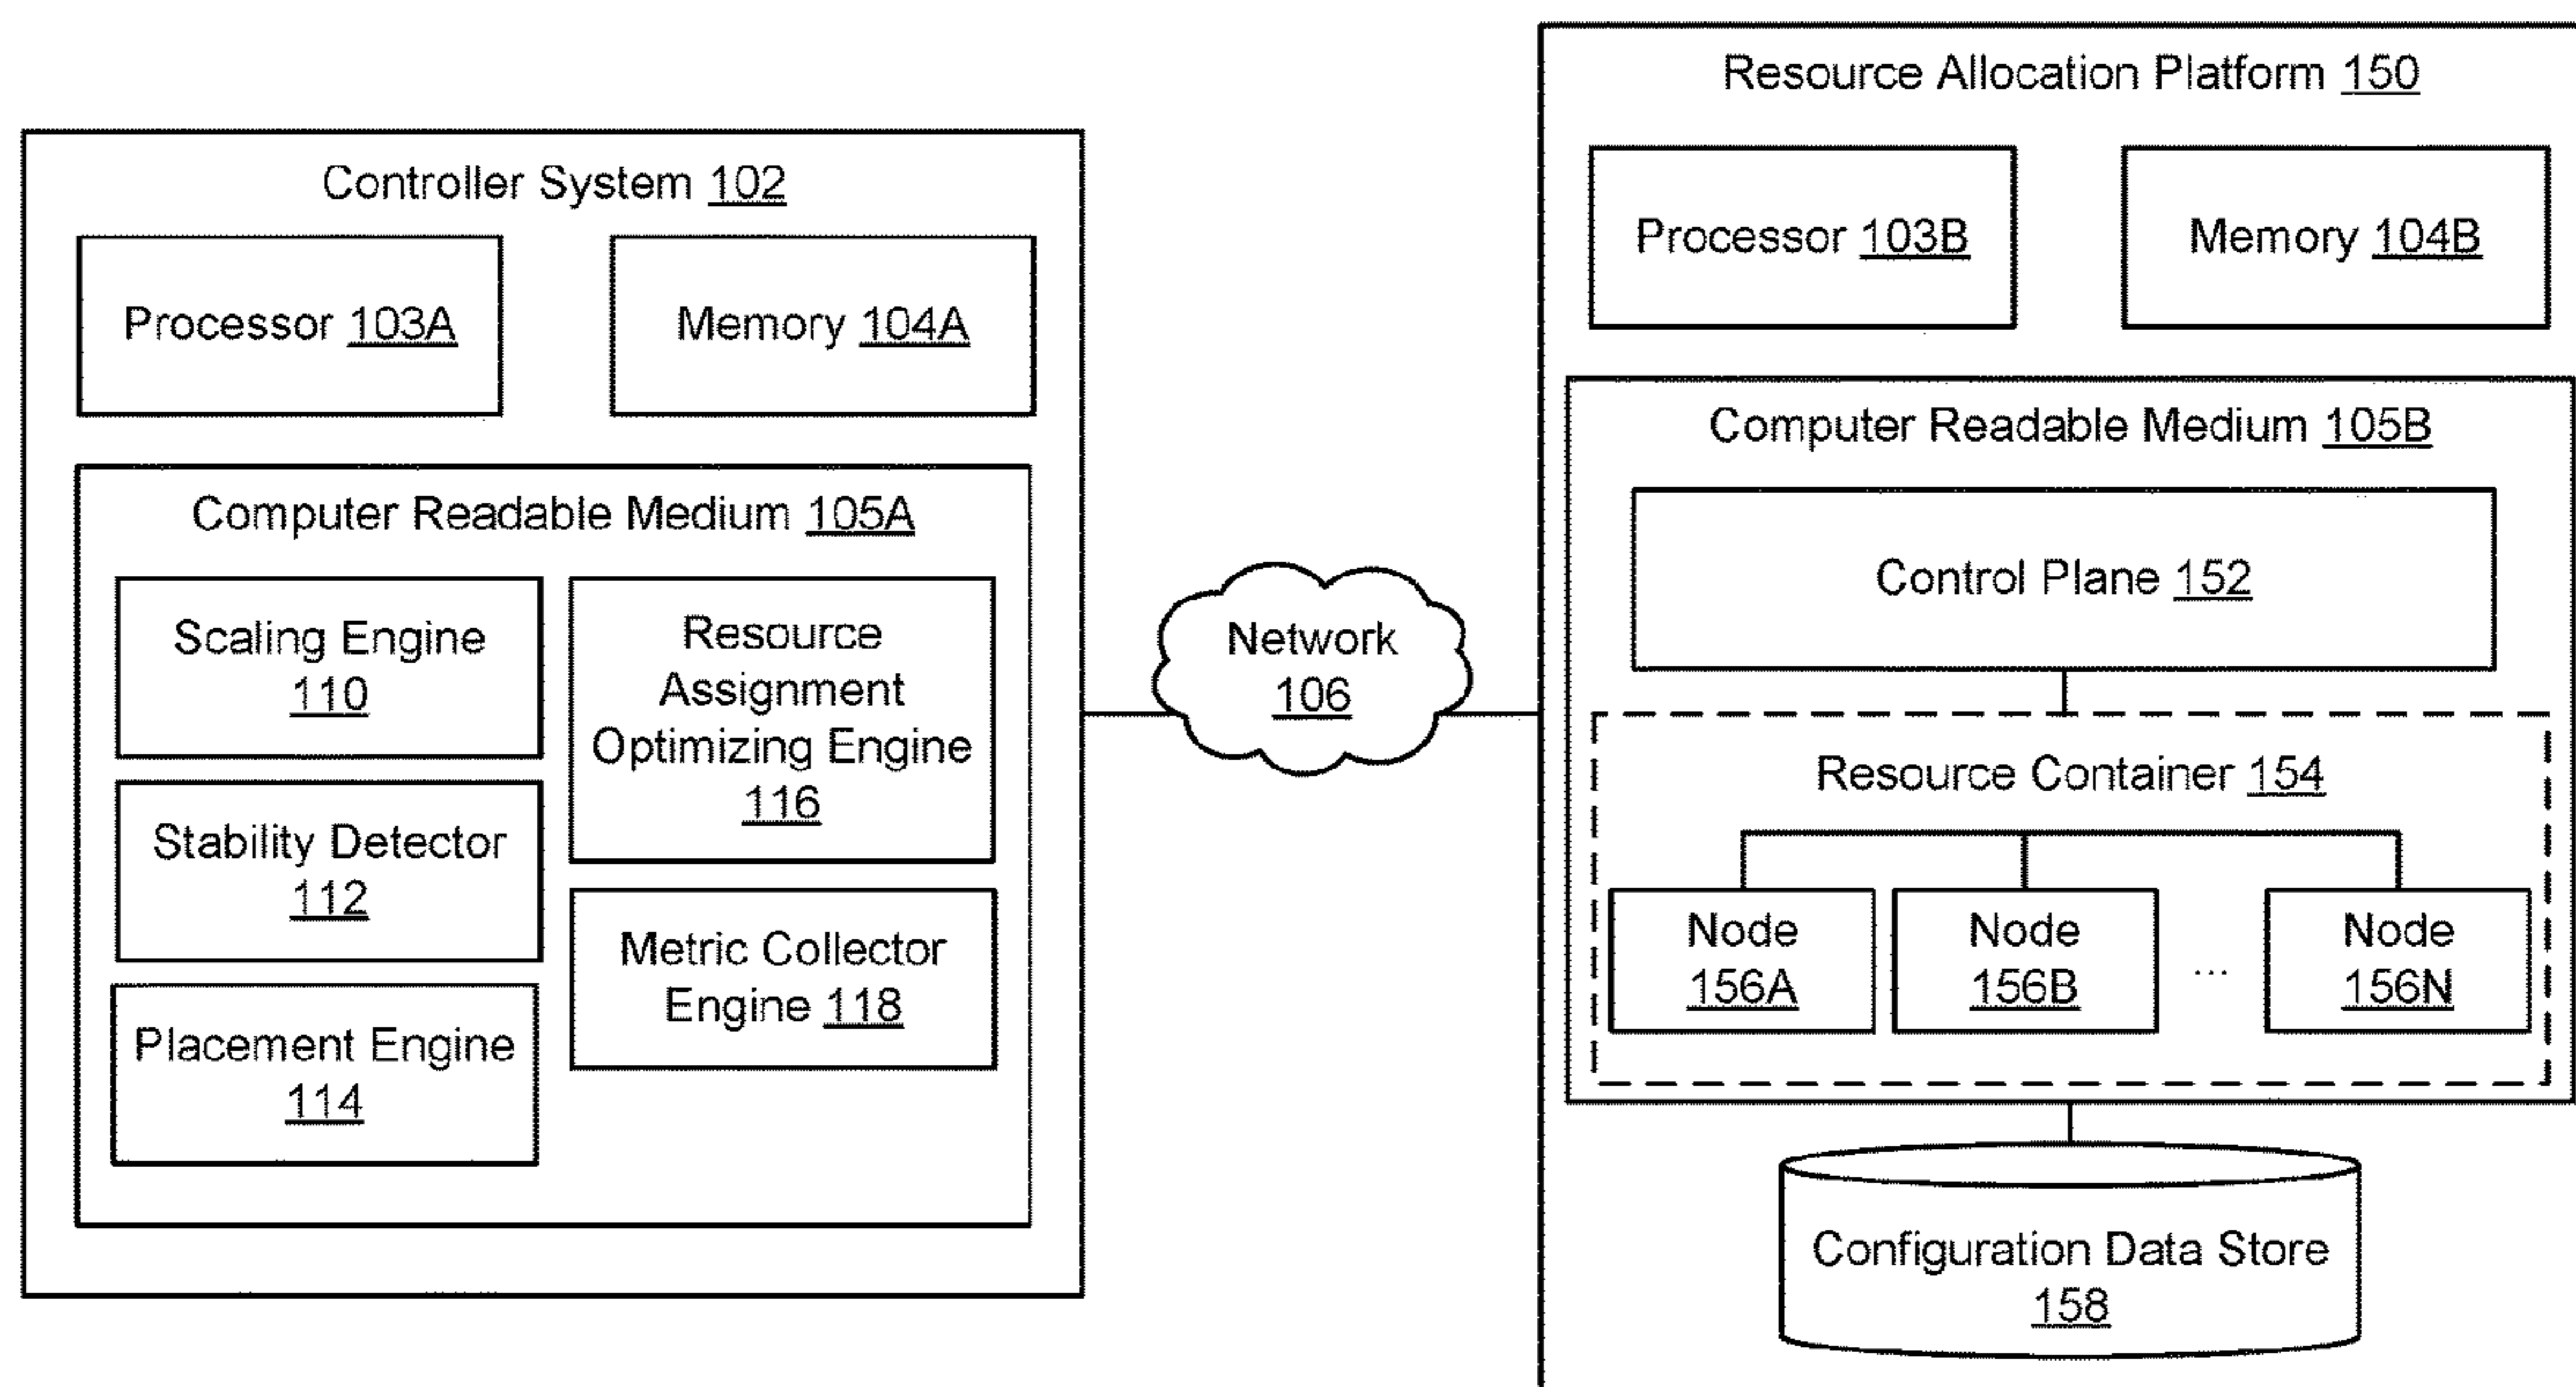 Controller System 102
Processor 103A
Memory 104A
Computer Readable Medium 105A
Scaling Engine
110
Stability Detector
112
Placement Engine
114
Resource
Assignment
Optimizing Engine
116
Metric Collector
Engine 118
Network
106
Resource Allocation Platform 150
Processor 103B
Memory 104B
Computer Readable Medium 105B
Control Plane 152
Resource Container 154
Node
156A
Node
156B
...
Node
156N
Configuration Data Store
158